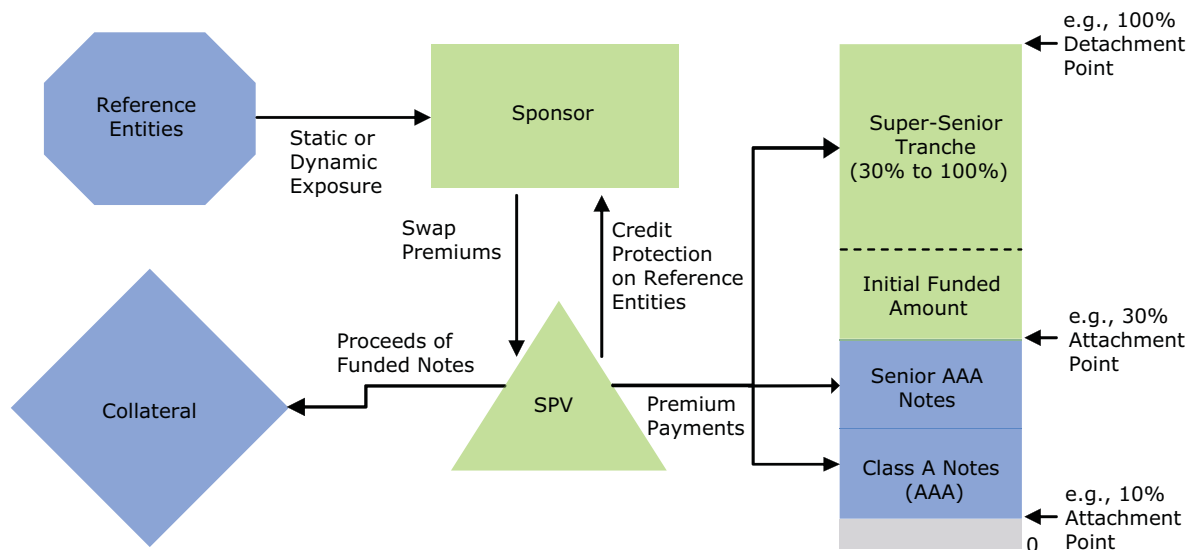 Reference
Entities
Static or
Dynamic
Exposure
Sponsor
Swap
Premiums
Credit
Protection
on Reference
Entities
Collateral
Proceeds of
Funded Notes
SPV
Premium
Payments
Super-Senior
Tranche
(30% to 100%)
Initial Funded
Amount
Senior AAA
Notes
Class A Notes
(AAA)
e.g., 100%
Detachment
Point
e.g., 30%
Attachment
Point
e.g., 10%
Attachment
Point
0